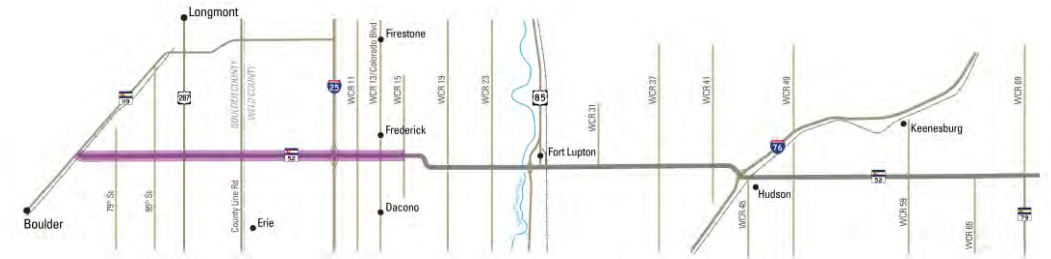 Longmont
Firestone
BOULDER COUNTY
WELD COUNTY
119
287
25
WCR 11
WCR 13/Colorado Blvd
WCR 15
WCR 19
WCR 23
85
WCR 31
WCR 37
WCR 41
WCR 49
WCR 69
76
Keenesburg
Frederick
52
Fort Lupton
52
Hudson
79th St
95th St
County Line Rd
Erie
Dacono
Boulder
WCR 45
WCR 59
WCR 65
79